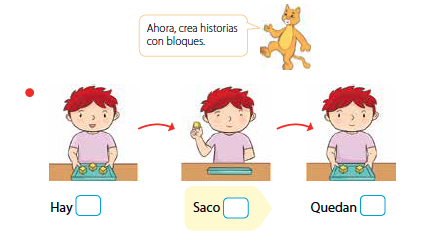 Ahora, crea historias
con bloques.
Hay
Saco
Quedan